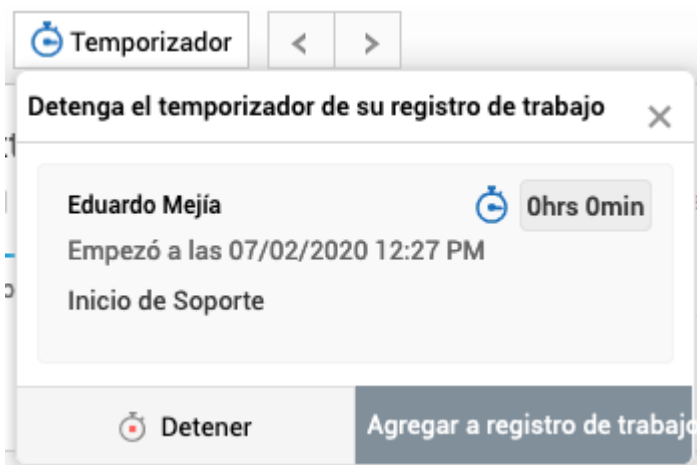 Temporizador
Detenga el temporizador de su registro de trabajo
Eduardo Mejía
0hrs 0min
Empezó a las 07/02/2020 12:27 PM
Inicio de Soporte
Detener
Agregar a registro de trabajo